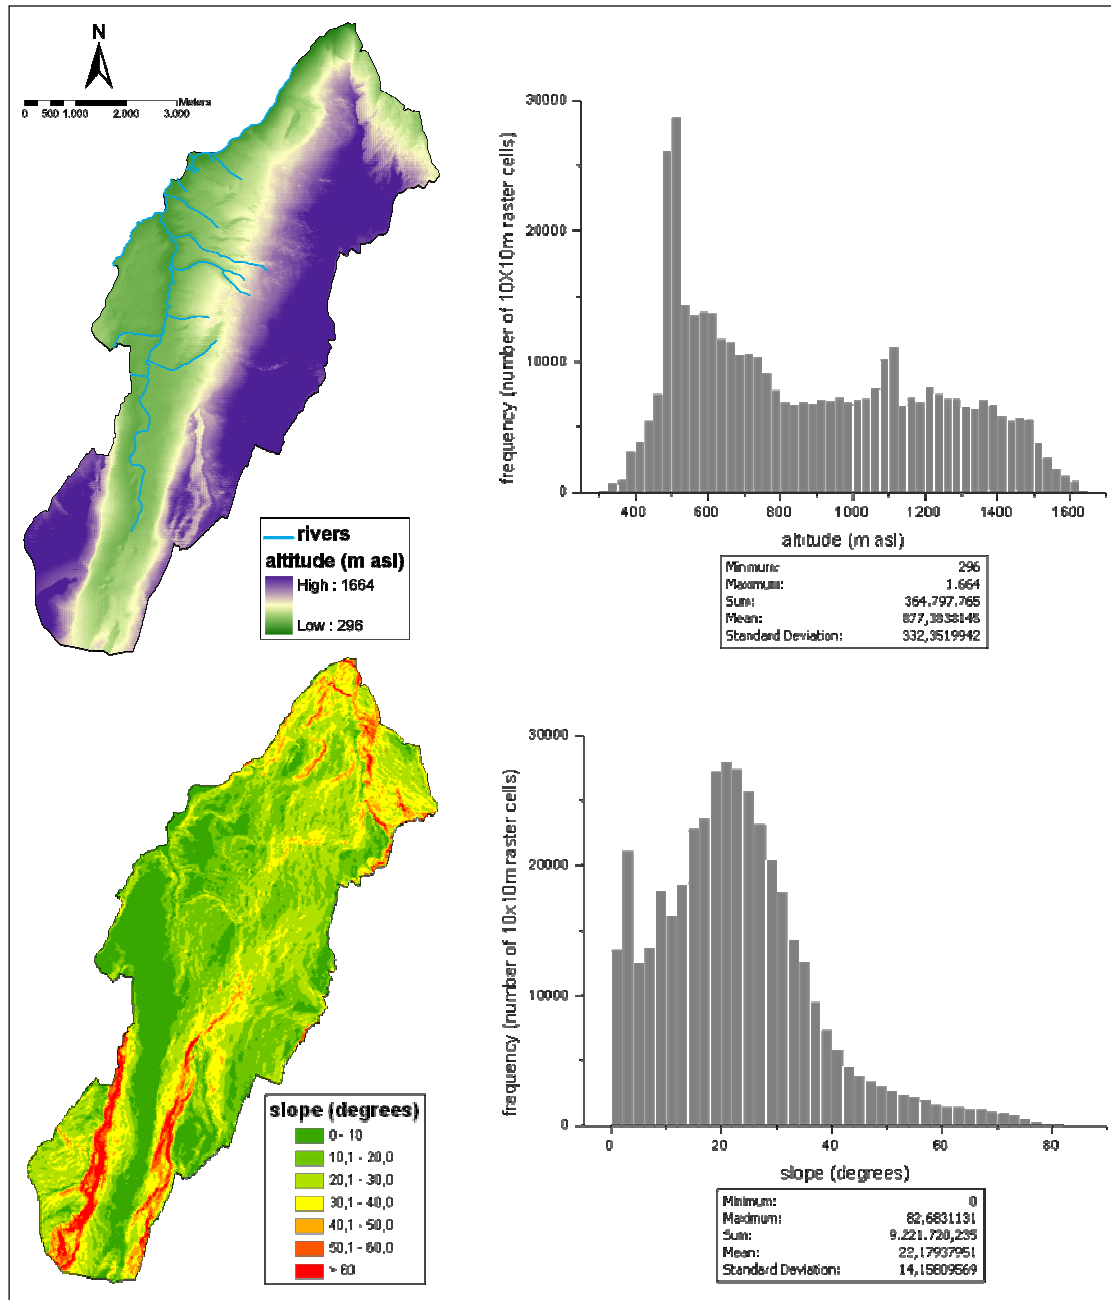 N
Meters
0 500 1.000 2.000 3.000
rivers
altitude (m asl)
High : 1664
Low : 296
frequency (number of 10X10m raster cells)
30000
20000
10000
0
400 600 800 1000 1200 1400 1600
altitude (m asl)
Minimum: 296
Maximum: 1.664
Sum: 364.797.765
Mean: 877,3838148
Standard Deviation: 332,3519942
slope (degrees)
0 - 10
10,1 - 20,0
20,1 - 30,0
30,1 - 40,0
40,1 - 50,0
50,1 - 60,0
> 60
frequency (number of 10x10m raster cells)
30000
20000
10000
0
0 20 40 60 80
slope (degrees)
Minimum: 0
Maximum: 82,6831131
Sum: 9.221.720,235
Mean: 22,17937951
Standard Deviation: 14,15809569